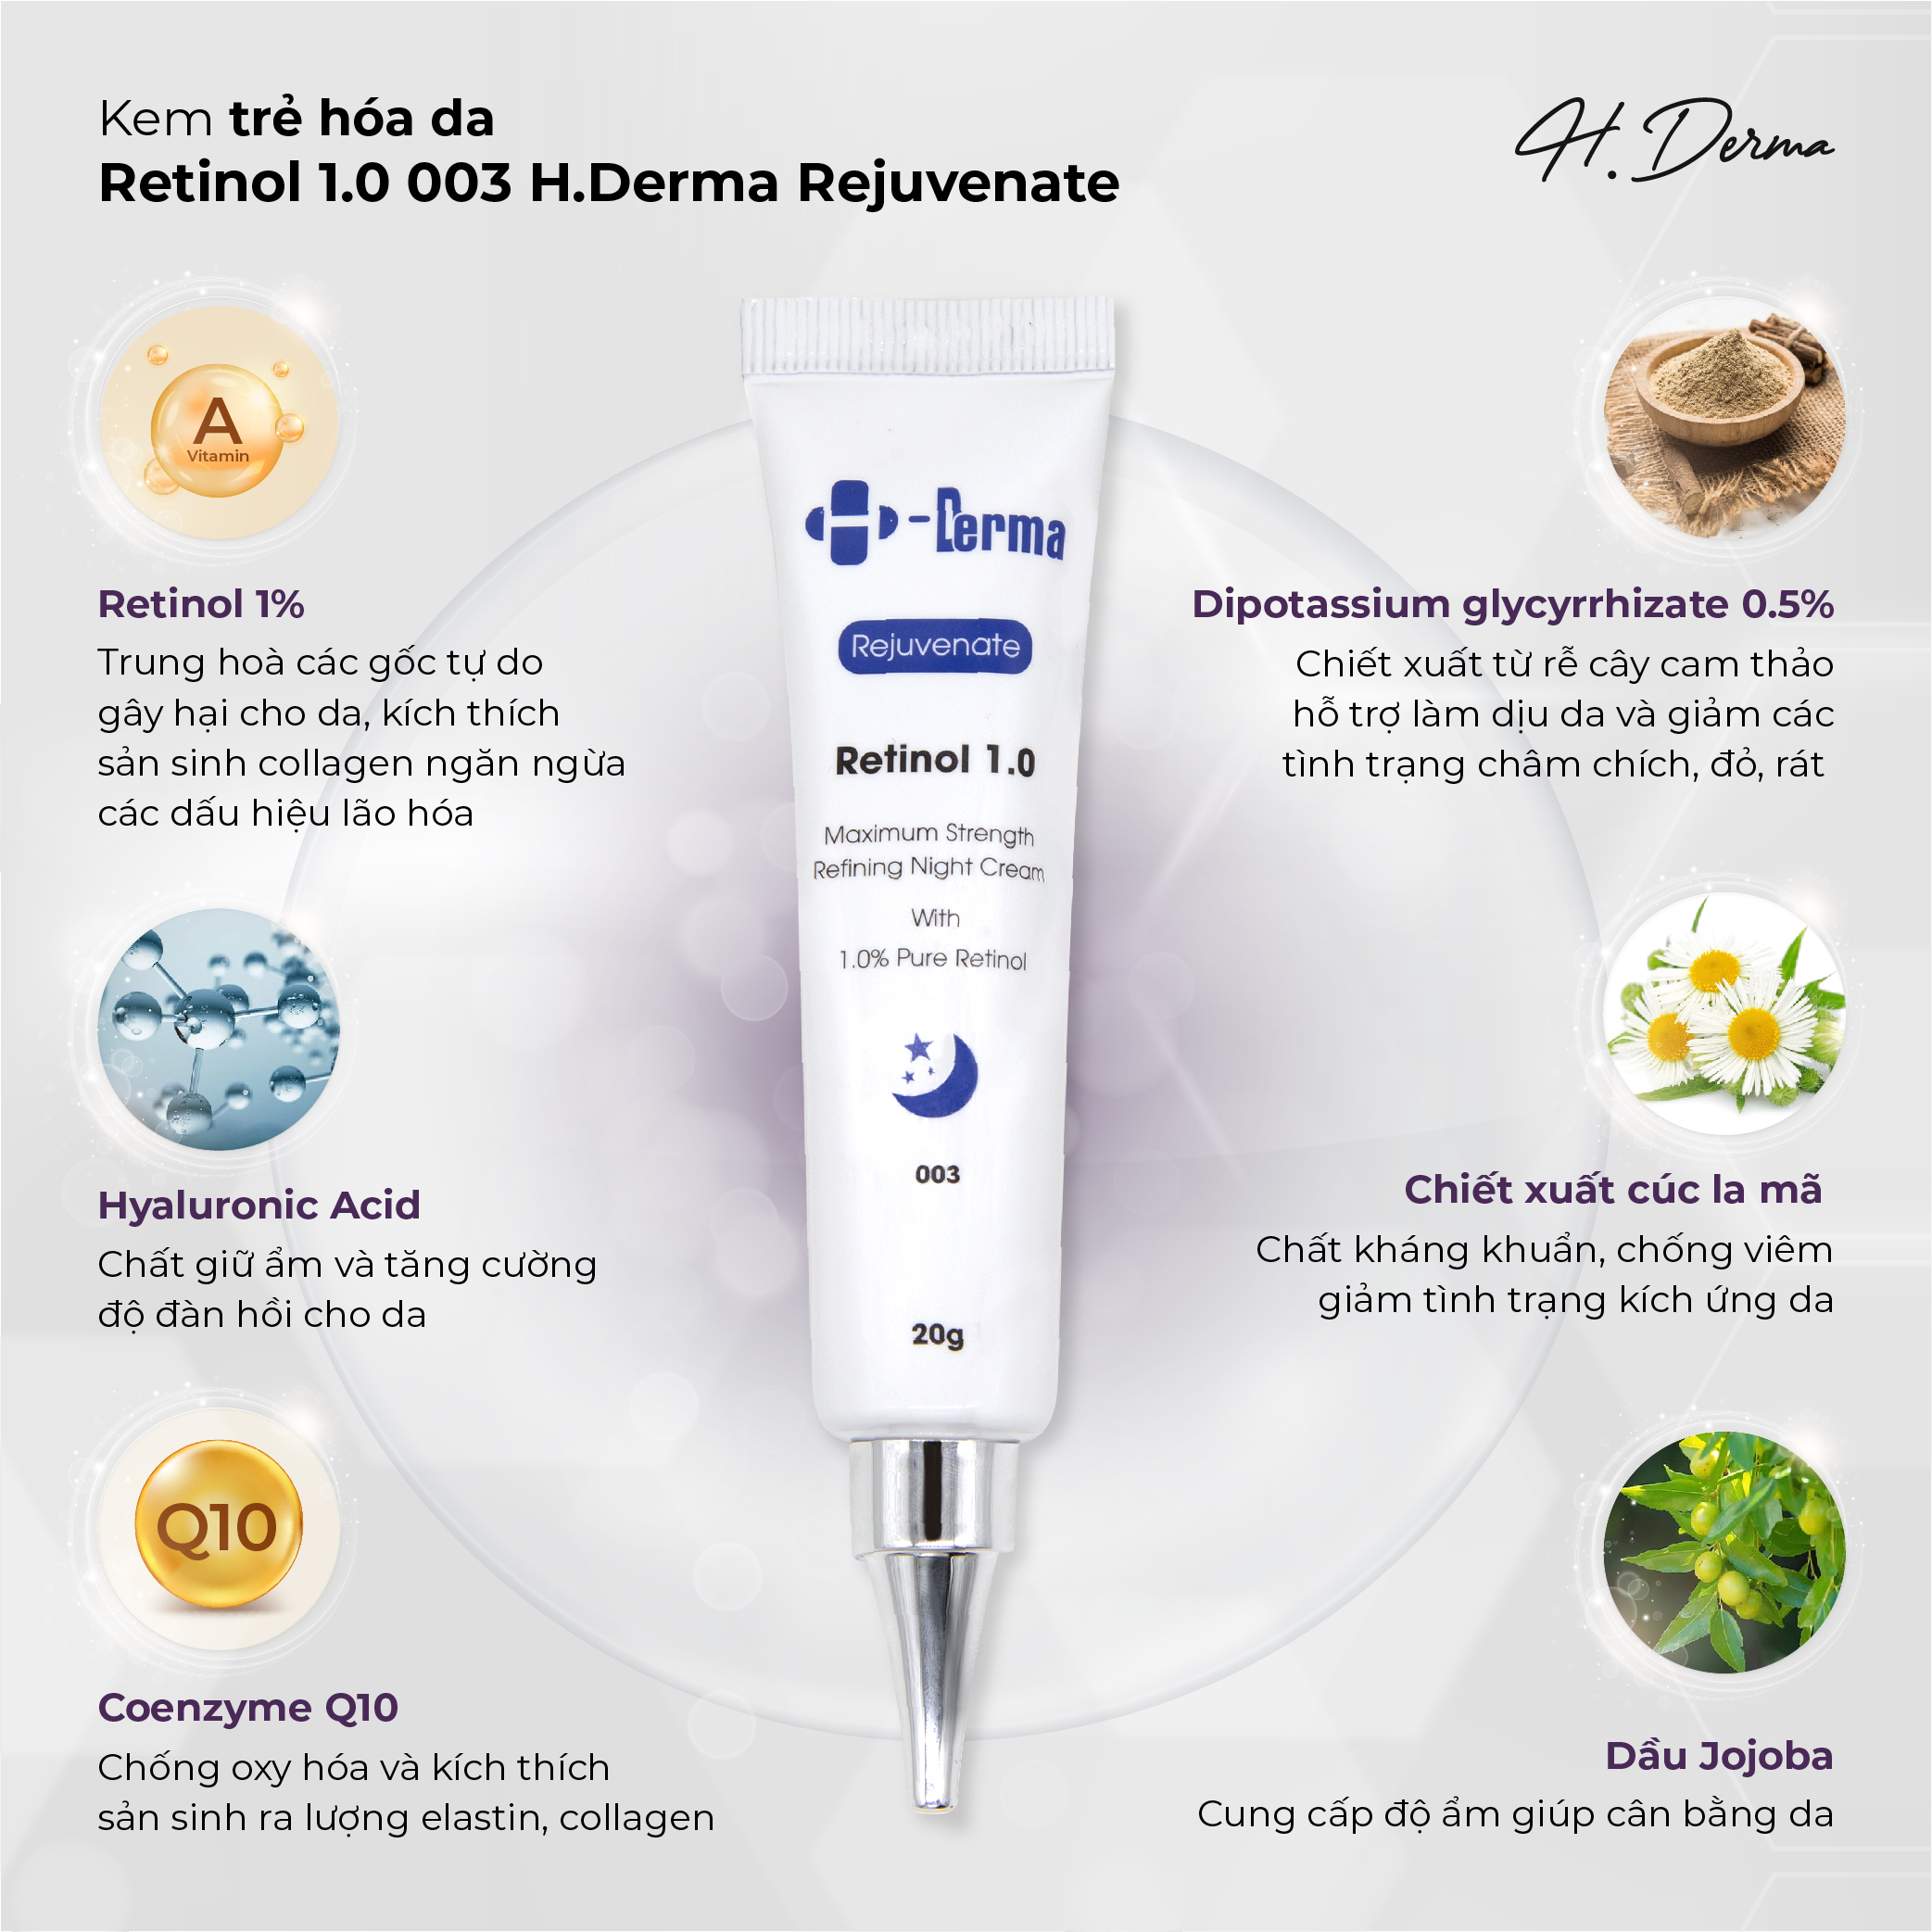 Kem trẻ hóa da
Retinol 1.0 003 H.Derma Rejuvenate
H. Derma
A
Vitamin
Retinol 1%
Trung hoà các gốc tự do
gây hại cho da, kích thích
sản sinh collagen ngăn ngừa
các dấu hiệu lão hóa
Hyaluronic Acid
Chất giữ ẩm và tăng cường
độ đàn hồi cho da
Q10
Coenzyme Q10
Chống oxy hóa và kích thích
sản sinh ra lượng elastin, collagen
H-Derma
Rejuvenate
Retinol 1.0
Maximum Strength
Refining Night Cream
With
1.0% Pure Retinol
003
20g
Dipotassium glycyrrhizate 0.5%
Chiết xuất từ rễ cây cam thảo
hỗ trợ làm dịu da và giảm các
tình trạng châm chích, đỏ, rát
Chiết xuất cúc la mã
Chất kháng khuẩn, chống viêm
giảm tình trạng kích ứng da
Dầu Jojoba
Cung cấp độ ẩm giúp cân bằng da